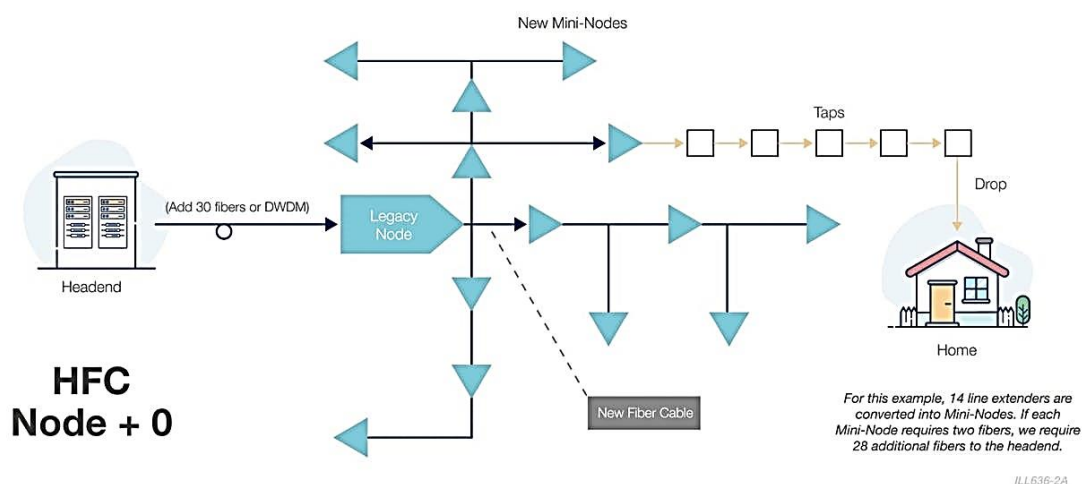 New Mini-Nodes
Taps
(Add 30 fibers or DWDM)
Legacy
Node
Drop
Headend
Home
HFC
Node + 0
New Fiber Cable
For this example, 14 line extenders are
converted into Mini-Nodes. If each
Mini-Node requires two fibers, we require
28 additional fibers to the headend.
ILL636-2A